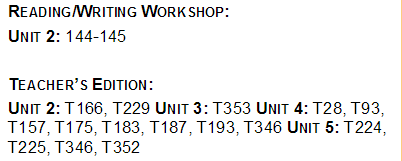 READING/WRITING WORKSHOP:
UNIT 2: 144-145
TEACHER'S EDITION:
UNIT 2: T166, T229 UNIT 3: T353 UNIT 4: T28, T93,
T157, T175, T183, T187, T193, T346 UNIT 5: T224,
T225, T346, T352